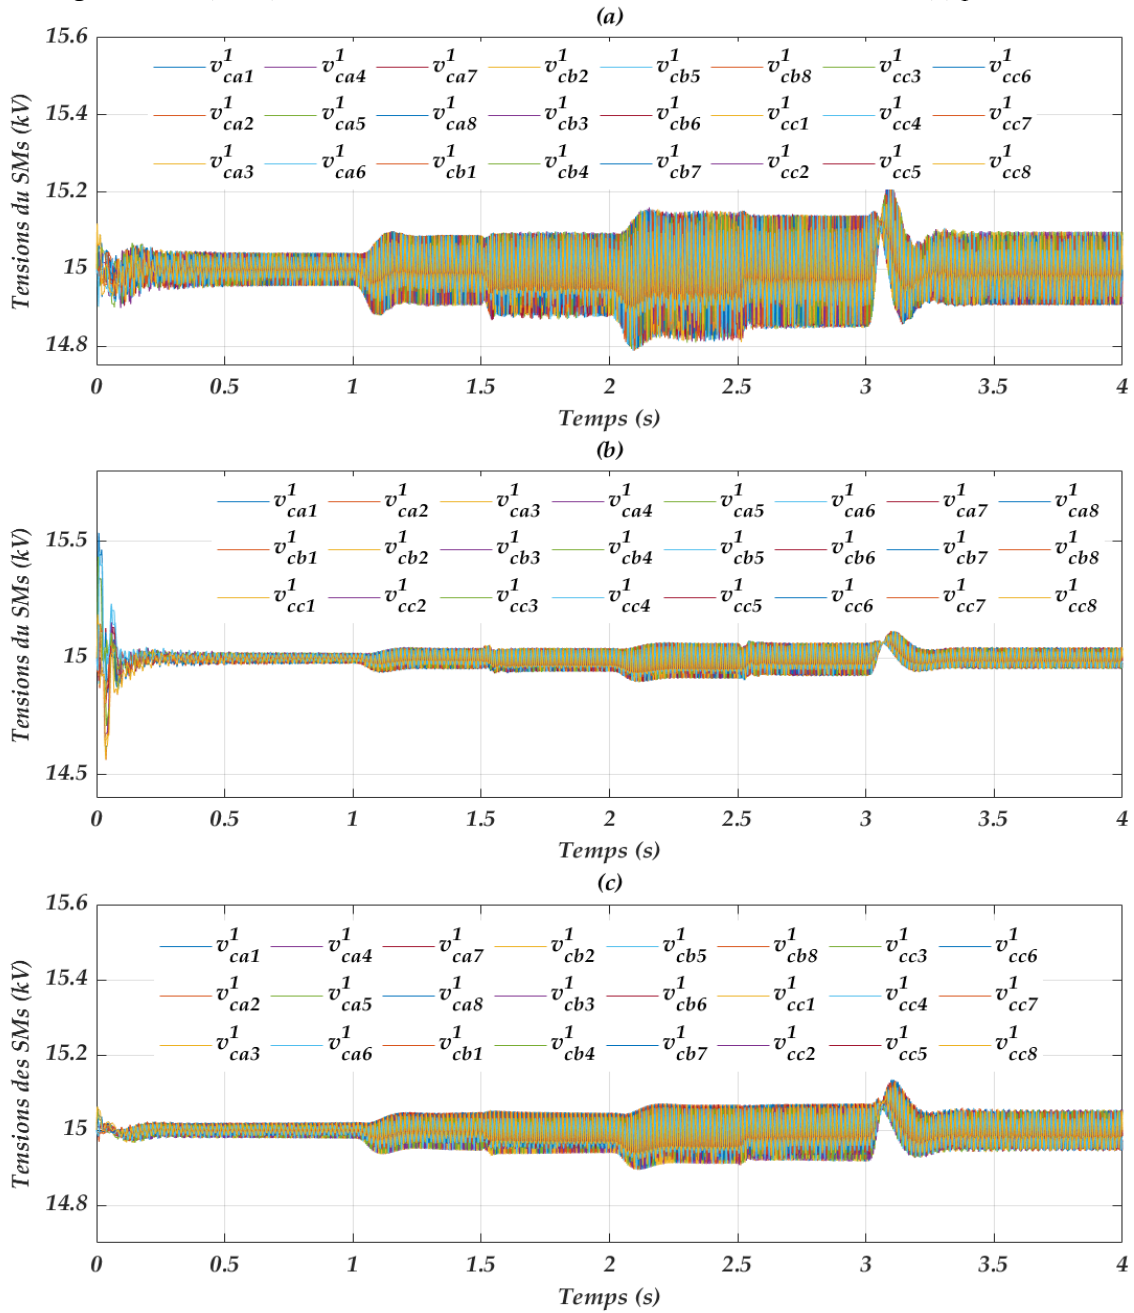 (a)
15.6
15.4
15.2
15
14.8
Tensions du SMs (kV)
v¹ca1 v¹ca4 v¹ca7 v¹cb2 v¹cb5 v¹cb8 v¹cc3 v¹cc6
v¹ca2 v¹ca5 v¹ca8 v¹cb3 v¹cb6 v¹cc1 v¹cc4 v¹cc7
v¹ca3 v¹ca6 v¹cb1 v¹cb4 v¹cb7 v¹cc2 v¹cc5 v¹cc8
0 0.5 1 1.5 2 2.5 3 3.5 4
Temps (s)
(b)
15.5
15
14.5
Tensions du SMs (kV)
v¹ca1 v¹ca2 v¹ca3 v¹ca4 v¹ca5 v¹ca6 v¹ca7 v¹ca8
v¹cb1 v¹cb2 v¹cb3 v¹cb4 v¹cb5 v¹cb6 v¹cb7 v¹cb8
v¹cc1 v¹cc2 v¹cc3 v¹cc4 v¹cc5 v¹cc6 v¹cc7 v¹cc8
0 0.5 1 1.5 2 2.5 3 3.5 4
Temps (s)
(c)
15.6
15.4
15.2
15
14.8
Tensions des SMs (kV)
v¹ca1 v¹ca4 v¹ca7 v¹cb2 v¹cb5 v¹cb8 v¹cc3 v¹cc6
v¹ca2 v¹ca5 v¹ca8 v¹cb3 v¹cb6 v¹cc1 v¹cc4 v¹cc7
v¹ca3 v¹ca6 v¹cb1 v¹cb4 v¹cb7 v¹cc2 v¹cc5 v¹cc8
0 0.5 1 1.5 2 2.5 3 3.5 4
Temps (s)